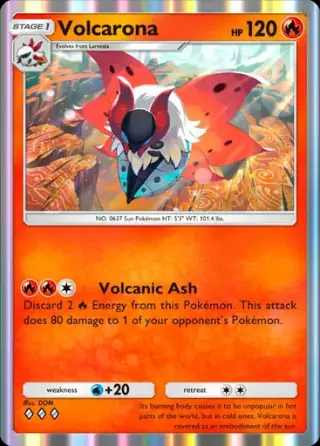 STAGE 1 Volcarona HP 120
Evolves from Larvesta
NO. 0637 Sun Pokémon HT: 5'3" WT: 101.4 lbs.
Volcanic Ash
Discard 2 Energy from this Pokémon. This attack
does 80 damage to 1 of your opponent's Pokémon.
weakness +20 retreat
Illus. DOM
Its burning body causes it to be unpopular in hot
parts of the world, but in cold ones, Volcarona is
covered as an embodiment of the sun.